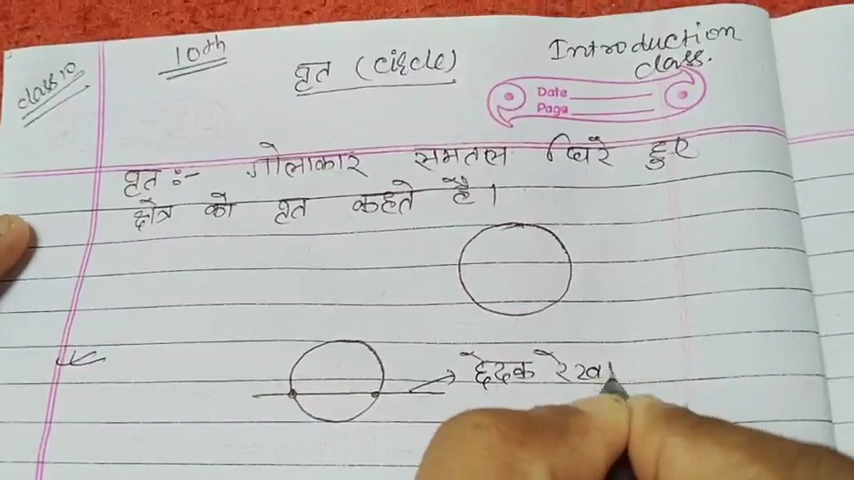 class 10
10th
वृत (Circle)
Introduction
class.
Date
Page
वृत :- गोलाकार समतल घिरे हुए
क्षेत्र को वृत कहते है।
छेदक रेखा